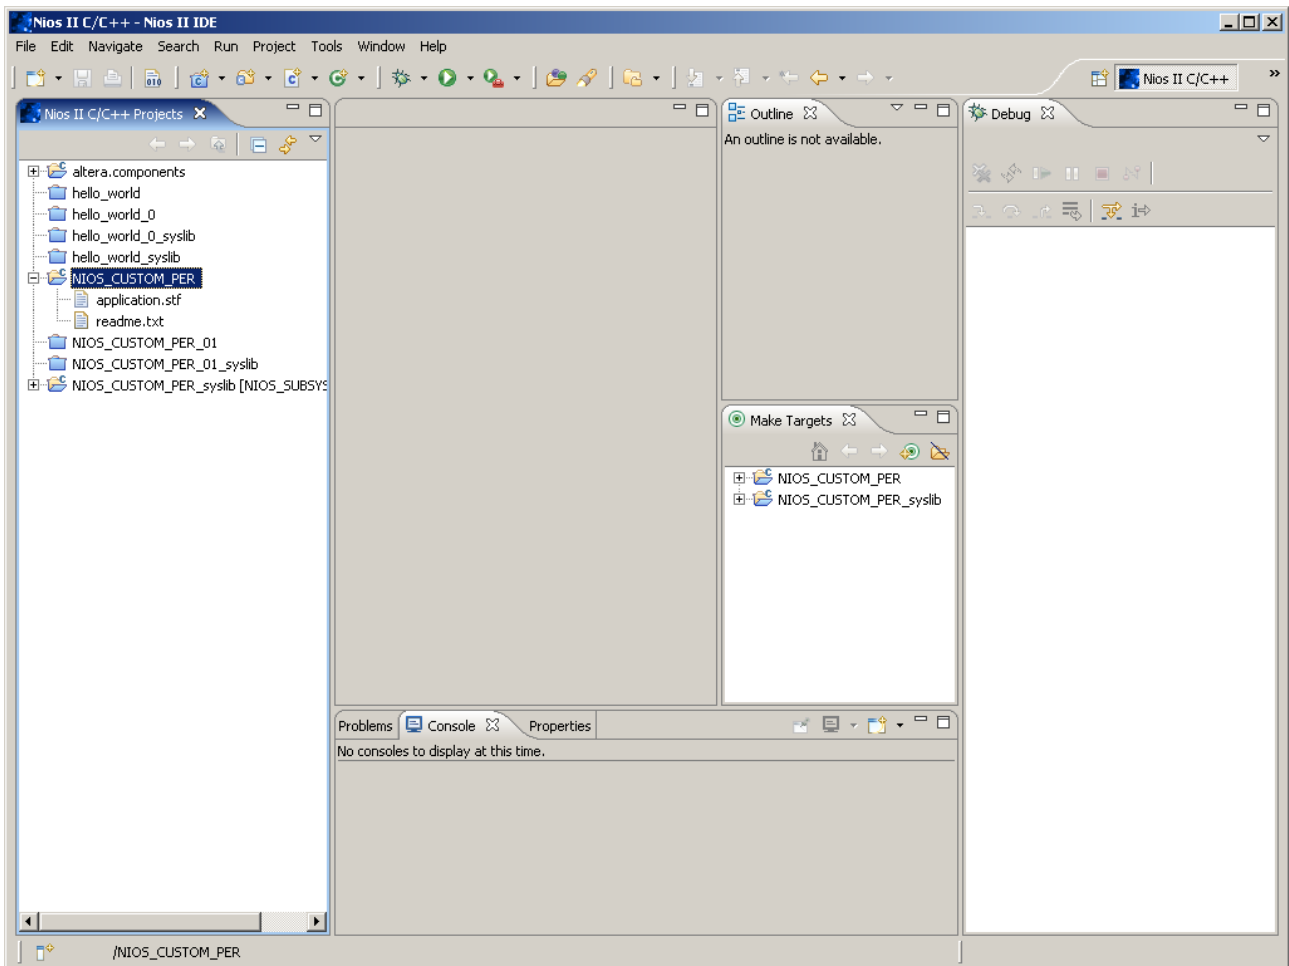 Nios II C/C++ - Nios II IDE
File Edit Navigate Search Run Project Tools Window Help
Nios II C/C++
Nios II C/C++ Projects
altera.components
hello_world
hello_world_0
hello_world_0_syslib
hello_world_syslib
NIOS_CUSTOM_PER
application.stf
readme.txt
NIOS_CUSTOM_PER_01
NIOS_CUSTOM_PER_01_syslib
NIOS_CUSTOM_PER_syslib [NIOS_SUBSYS
Outline
An outline is not available.
Make Targets
NIOS_CUSTOM_PER
NIOS_CUSTOM_PER_syslib
Debug
Problems Console Properties
No consoles to display at this time.
/NIOS_CUSTOM_PER